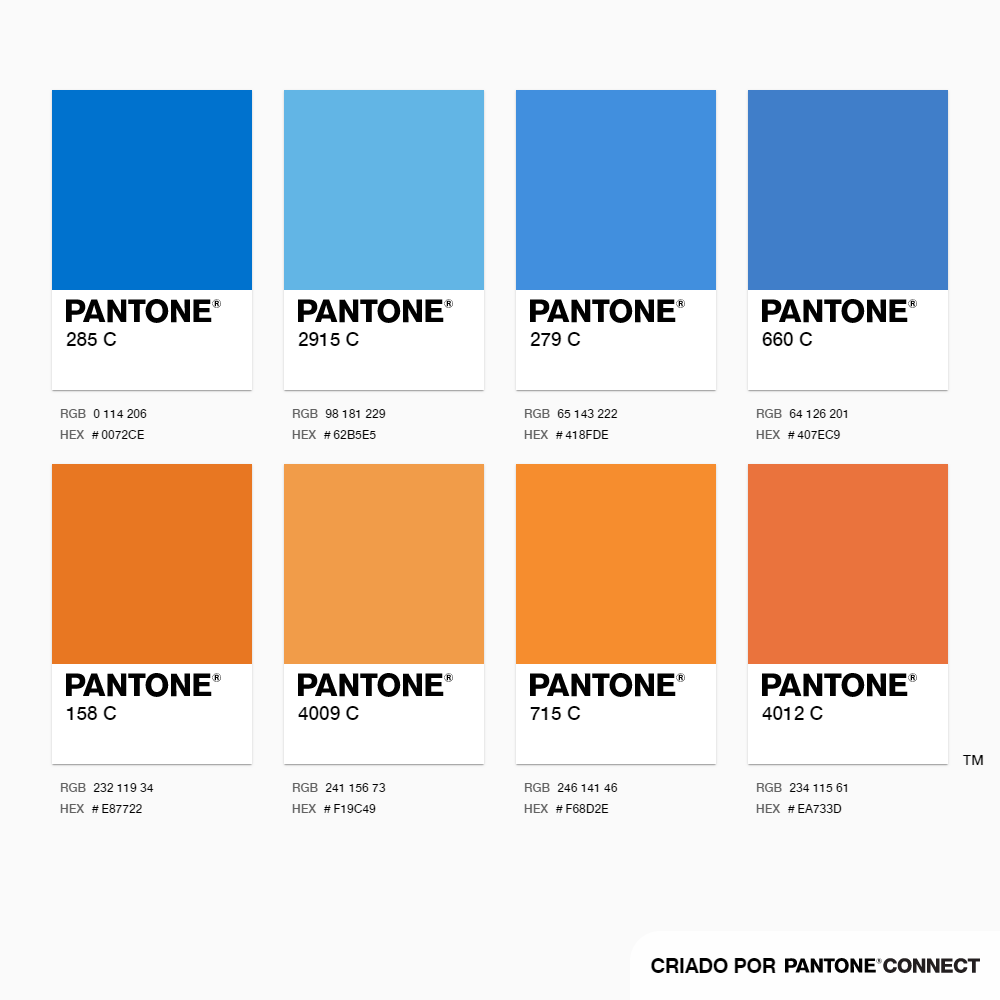 PANTONE®
285 C
RGB 0 114 206
HEX # 0072CE
PANTONE®
2915 C
RGB 98 181 229
HEX # 62B5E5
PANTONE®
279 C
RGB 65 143 222
HEX # 418FDE
PANTONE®
660 C
RGB 64 126 201
HEX # 407EC9
PANTONE®
158 C
RGB 232 119 34
HEX # E87722
PANTONE®
4009 C
RGB 241 156 73
HEX # F19C49
PANTONE®
715 C
RGB 246 141 46
HEX # F68D2E
PANTONE®
4012 C
RGB 234 115 61
HEX # EA733D
TM
CRIADO POR PANTONE®CONNECT